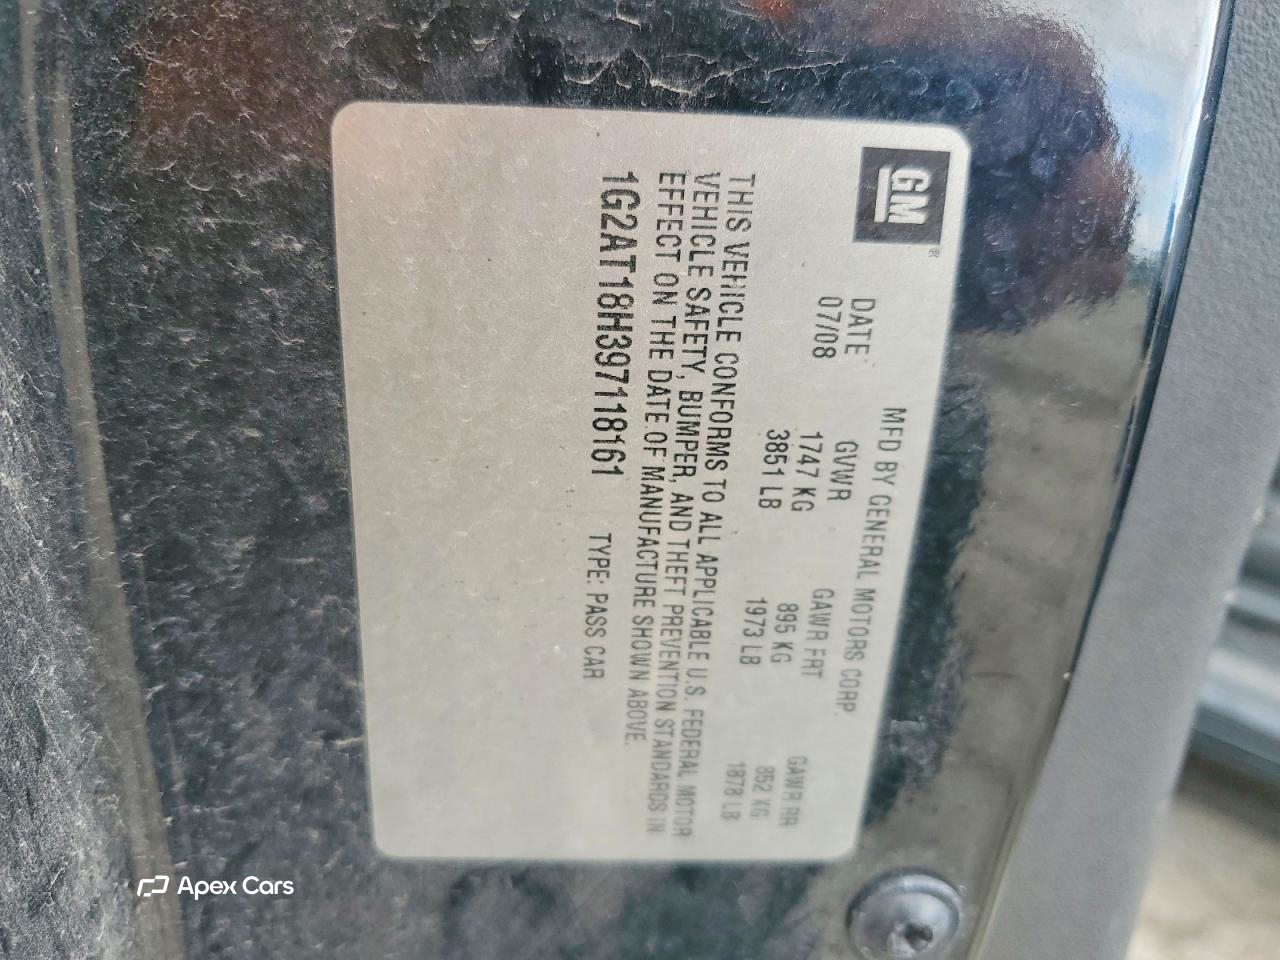 GM®
MFD BY GENERAL MOTORS CORP.
DATE GVWR GAWR FRT GAWR RR
07/08 1747 KG 895 KG 852 KG
3851 LB 1973 LB 1878 LB
THIS VEHICLE CONFORMS TO ALL APPLICABLE U.S. FEDERAL MOTOR
VEHICLE SAFETY, BUMPER, AND THEFT PREVENTION STANDARDS IN
EFFECT ON THE DATE OF MANUFACTURE SHOWN ABOVE.
1G2AT18H397118161 TYPE: PASS CAR
Apex Cars